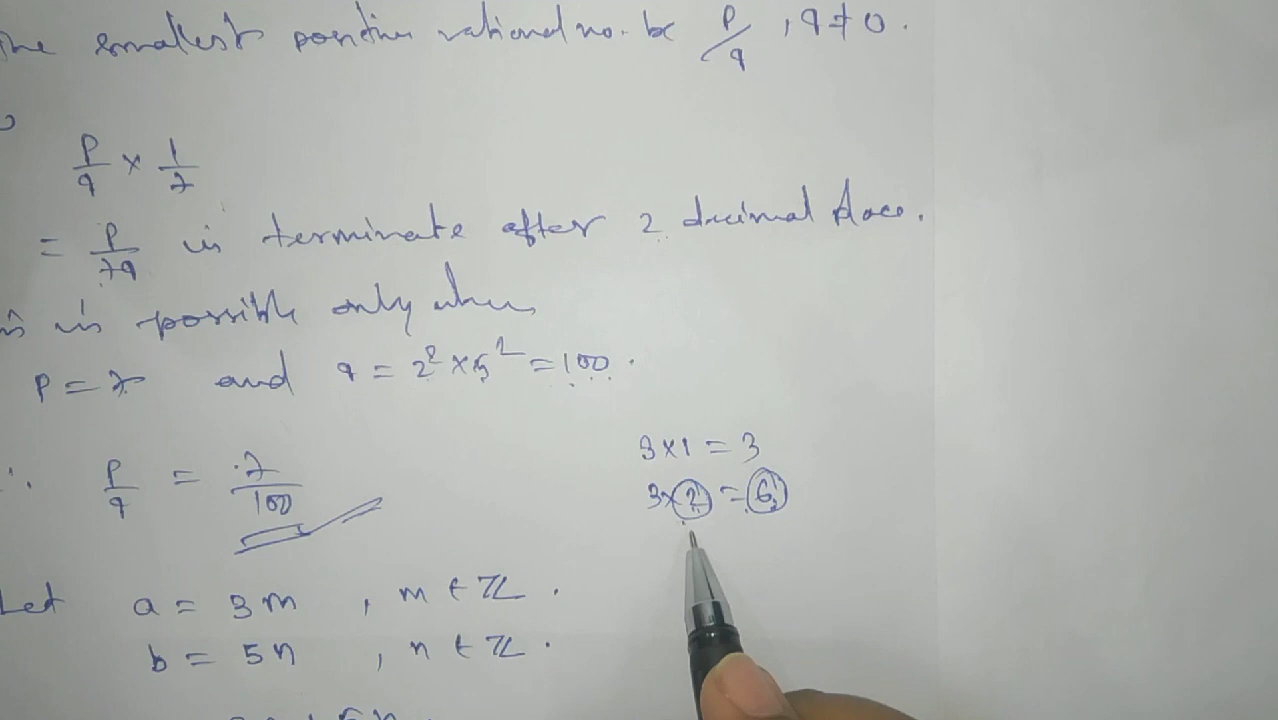 The smallest positive rational no. be p/q , q≠0.
p/q × 1/7
= p/7q is terminate after 2 decimal place.
is possible only when
p = 7 and q = 2² × 5² = 100 .
3×1 = 3
∴ p/q = 7/100
3×2 = 6
Let a = 3m , m ∈ ℤ .
b = 5n , n ∈ ℤ .